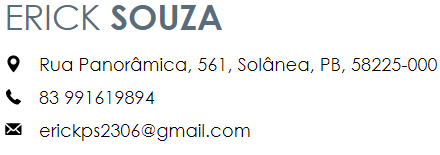 ERICK SOUZA
Rua Panorâmica, 561, Solânea, PB, 58225-000
83 991619894
erickps2306@gmail.com